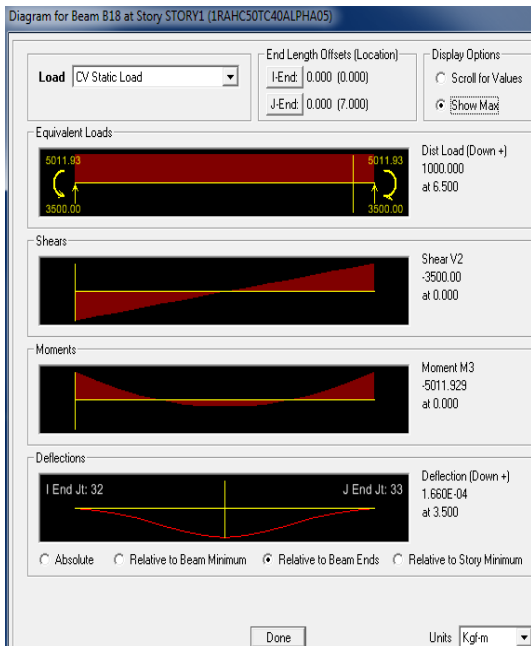 Diagram for Beam B18 at Story STORY1 (1RAHC50TC40ALPHA05)
Load CV Static Load
End Length Offsets (Location)
I-End: 0.000 (0.000)
J-End: 0.000 (7.000)
Display Options
Scroll for Values
Show Max
Equivalent Loads
5011.93 5011.93
3500.00 3500.00
Dist Load (Down +)
1000.000
at 6.500
Shears
Shear V2
-3500.00
at 0.000
Moments
Moment M3
-5011.929
at 0.000
Deflections
I End Jt: 32 J End Jt: 33
Deflection (Down +)
1.660E-04
at 3.500
Absolute Relative to Beam Minimum Relative to Beam Ends Relative to Story Minimum
Done Units Kgf-m